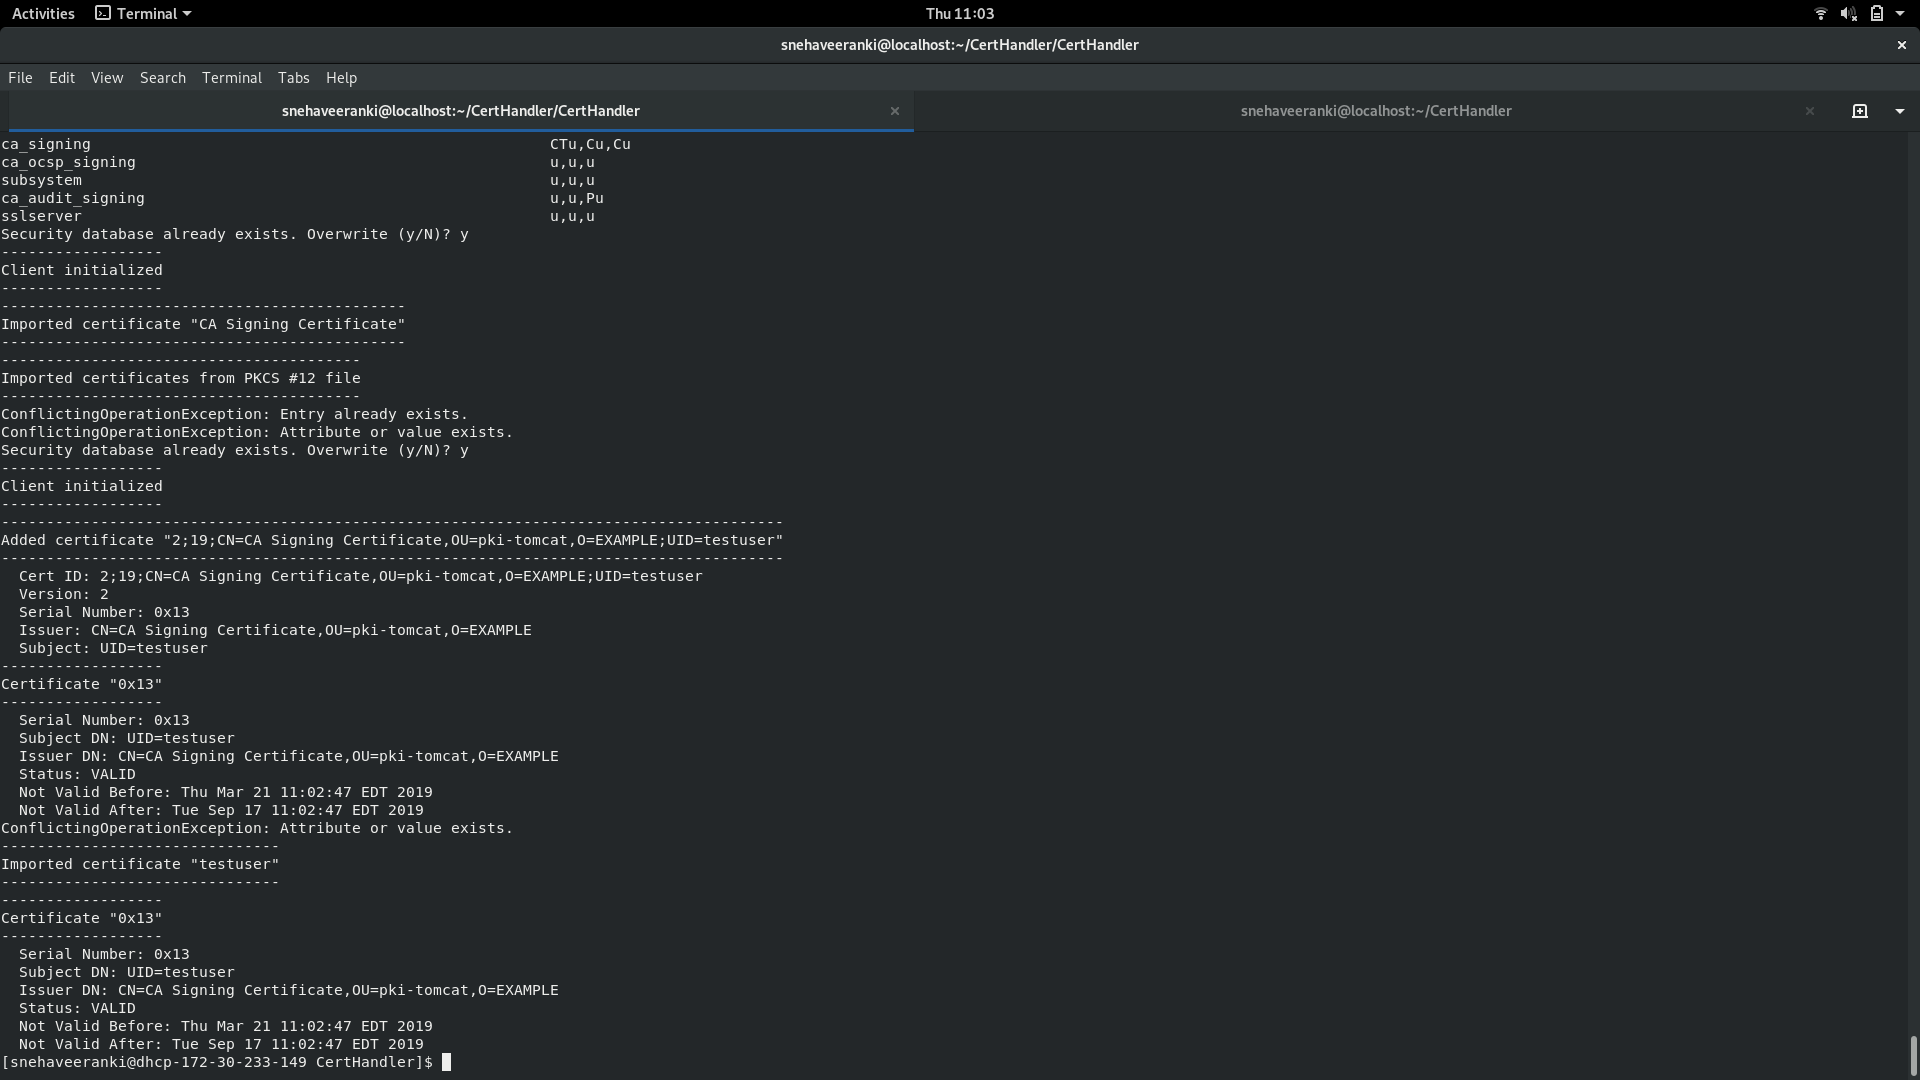 Activities Terminal Thu 11:03
snehaveeranki@localhost:~/CertHandler/CertHandler
File Edit View Search Terminal Tabs Help
snehaveeranki@localhost:~/CertHandler/CertHandler snehaveeranki@localhost:~/CertHandler
ca_signing CTu,Cu,Cu
ca_ocsp_signing u,u,u
subsystem u,u,u
ca_audit_signing u,u,Pu
sslserver u,u,u
Security database already exists. Overwrite (y/N)? y
------------------
Client initialized
------------------
---------------------------------------------
Imported certificate "CA Signing Certificate"
---------------------------------------------
----------------------------------------
Imported certificates from PKCS #12 file
----------------------------------------
ConflictingOperationException: Entry already exists.
ConflictingOperationException: Attribute or value exists.
Security database already exists. Overwrite (y/N)? y
------------------
Client initialized
------------------
---------------------------------------------------------------------------------------
Added certificate "2;19;CN=CA Signing Certificate,OU=pki-tomcat,O=EXAMPLE;UID=testuser"
---------------------------------------------------------------------------------------
  Cert ID: 2;19;CN=CA Signing Certificate,OU=pki-tomcat,O=EXAMPLE;UID=testuser
  Version: 2
  Serial Number: 0x13
  Issuer: CN=CA Signing Certificate,OU=pki-tomcat,O=EXAMPLE
  Subject: UID=testuser
------------------
Certificate "0x13"
------------------
  Serial Number: 0x13
  Subject DN: UID=testuser
  Issuer DN: CN=CA Signing Certificate,OU=pki-tomcat,O=EXAMPLE
  Status: VALID
  Not Valid Before: Thu Mar 21 11:02:47 EDT 2019
  Not Valid After: Tue Sep 17 11:02:47 EDT 2019
ConflictingOperationException: Attribute or value exists.
-------------------------------
Imported certificate "testuser"
-------------------------------
------------------
Certificate "0x13"
------------------
  Serial Number: 0x13
  Subject DN: UID=testuser
  Issuer DN: CN=CA Signing Certificate,OU=pki-tomcat,O=EXAMPLE
  Status: VALID
  Not Valid Before: Thu Mar 21 11:02:47 EDT 2019
  Not Valid After: Tue Sep 17 11:02:47 EDT 2019
[snehaveeranki@dhcp-172-30-233-149 CertHandler]$